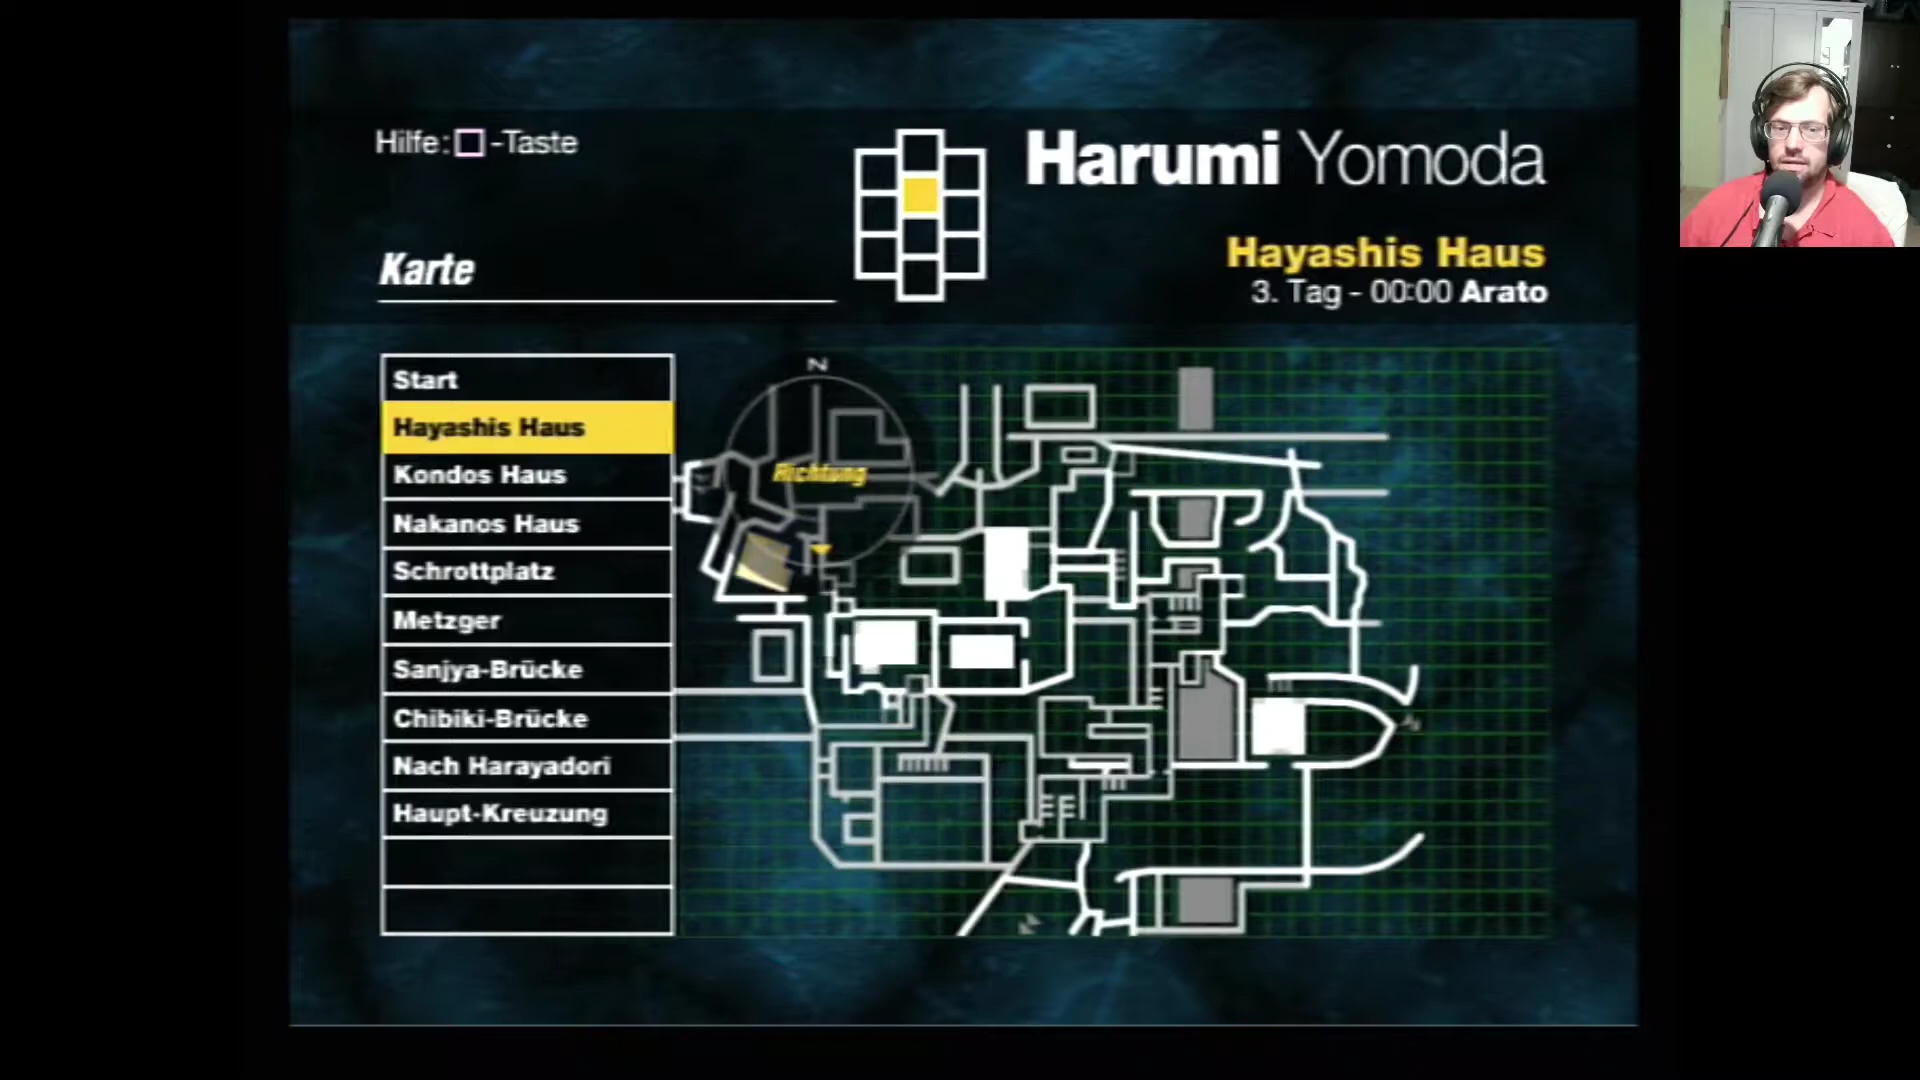 Hilfe: □ -Taste
Harumi Yomoda
Karte
Hayashis Haus
3. Tag - 00:00 Arato
Start
Hayashis Haus
Kondos Haus
Nakanos Haus
Schrottplatz
Metzger
Sanjya-Brücke
Chibiki-Brücke
Nach Harayadori
Haupt-Kreuzung
N
Richtung